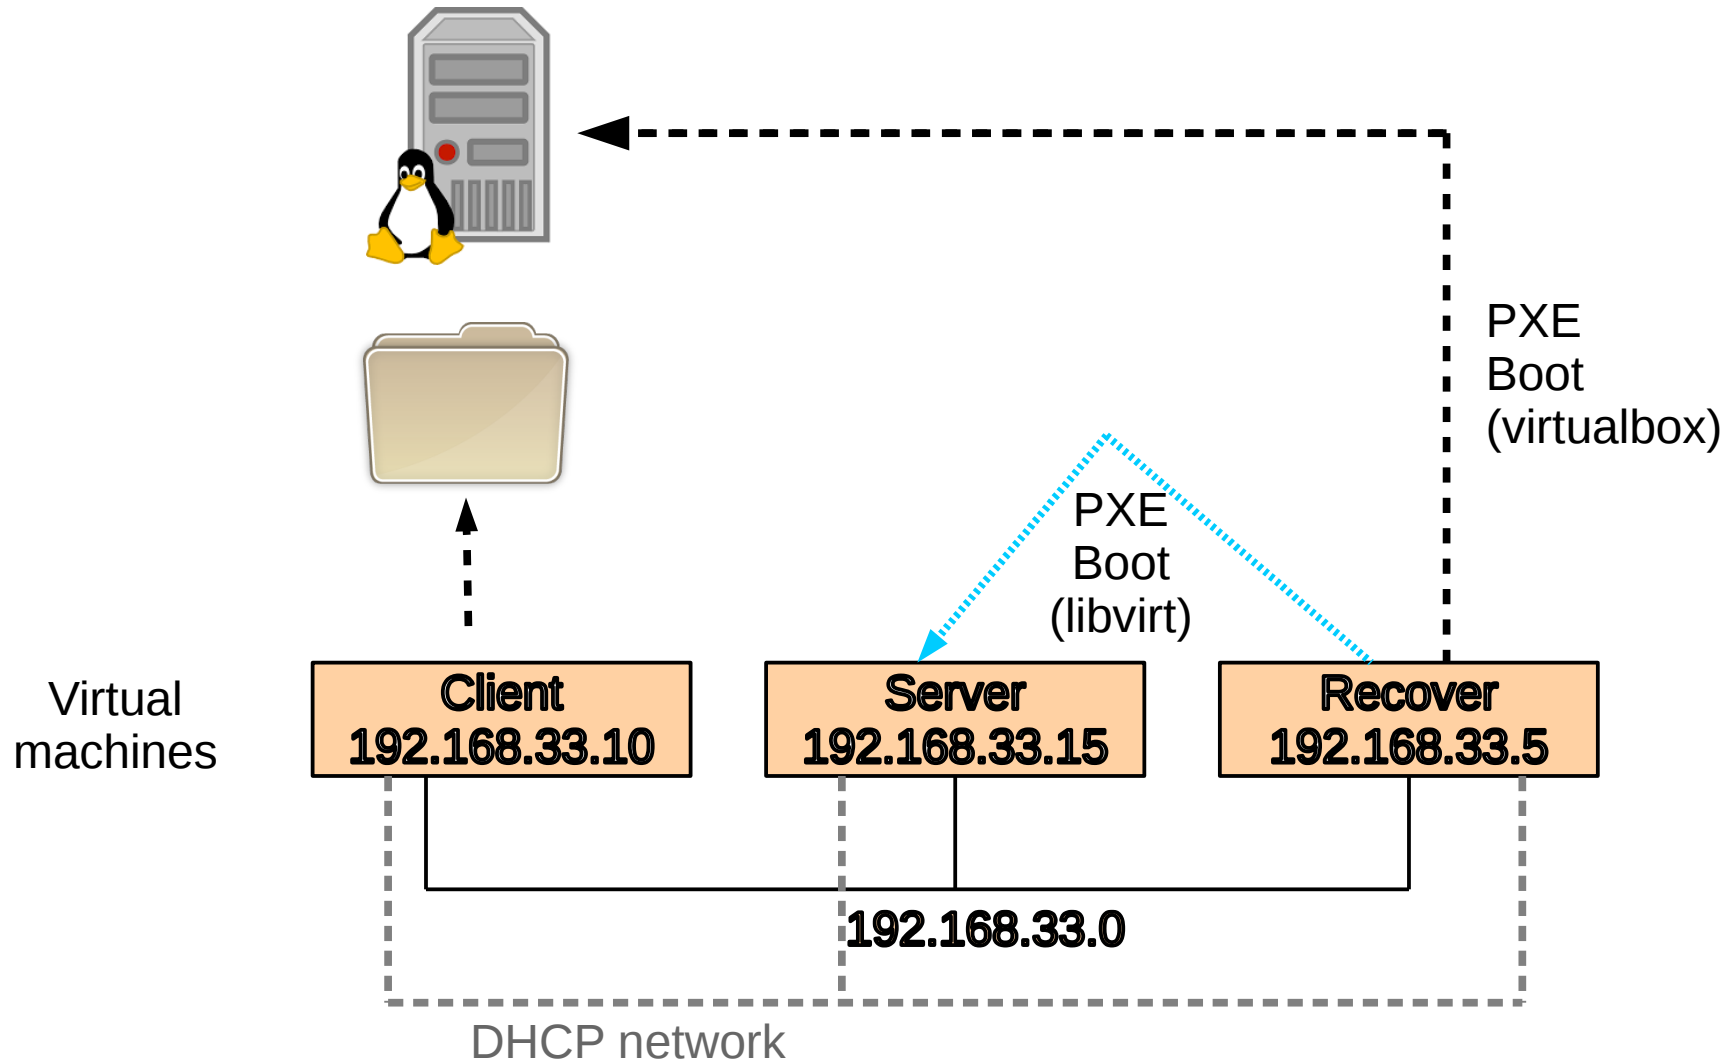 PXE
Boot
(virtualbox)
PXE
Boot
(libvirt)
Virtual
machines
Client
192.168.33.10
Server
192.168.33.15
Recover
192.168.33.5
192.168.33.0
DHCP network